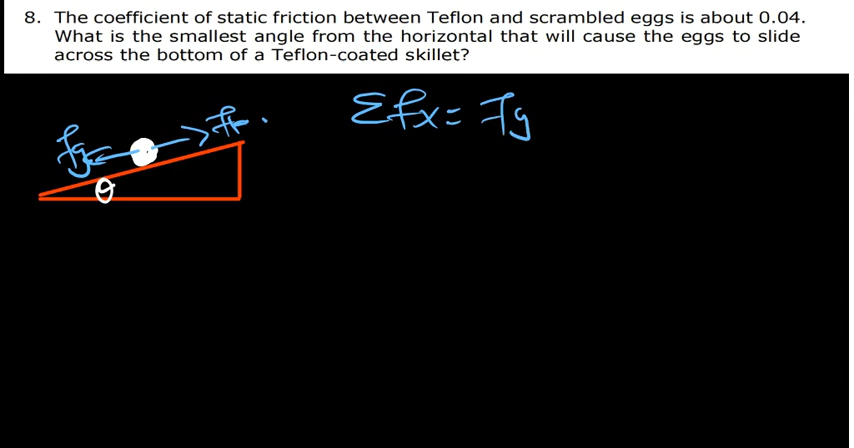 8. The coefficient of static friction between Teflon and scrambled eggs is about 0.04.
What is the smallest angle from the horizontal that will cause the eggs to slide
across the bottom of a Teflon-coated skillet?
Σfx = Fg
fg
fr.
θ